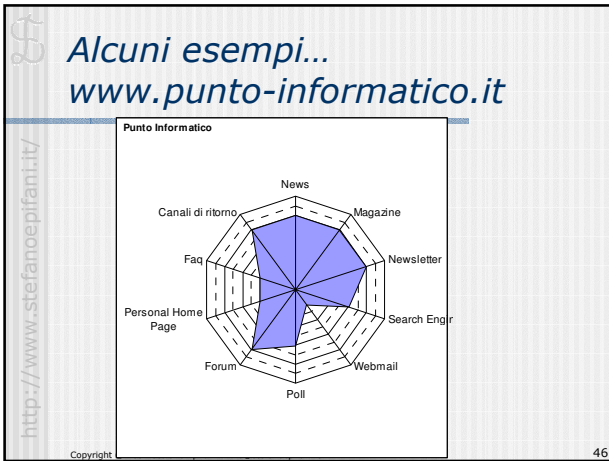 Alcuni esempi…
www.punto-informatico.it
http://www.stefanoepifani.it/
Punto Informatico
News
Canali di ritorno
Magazine
Faq
Newsletter
Personal Home
Page
Search Engir
Forum
Webmail
Poll
Copyright
46